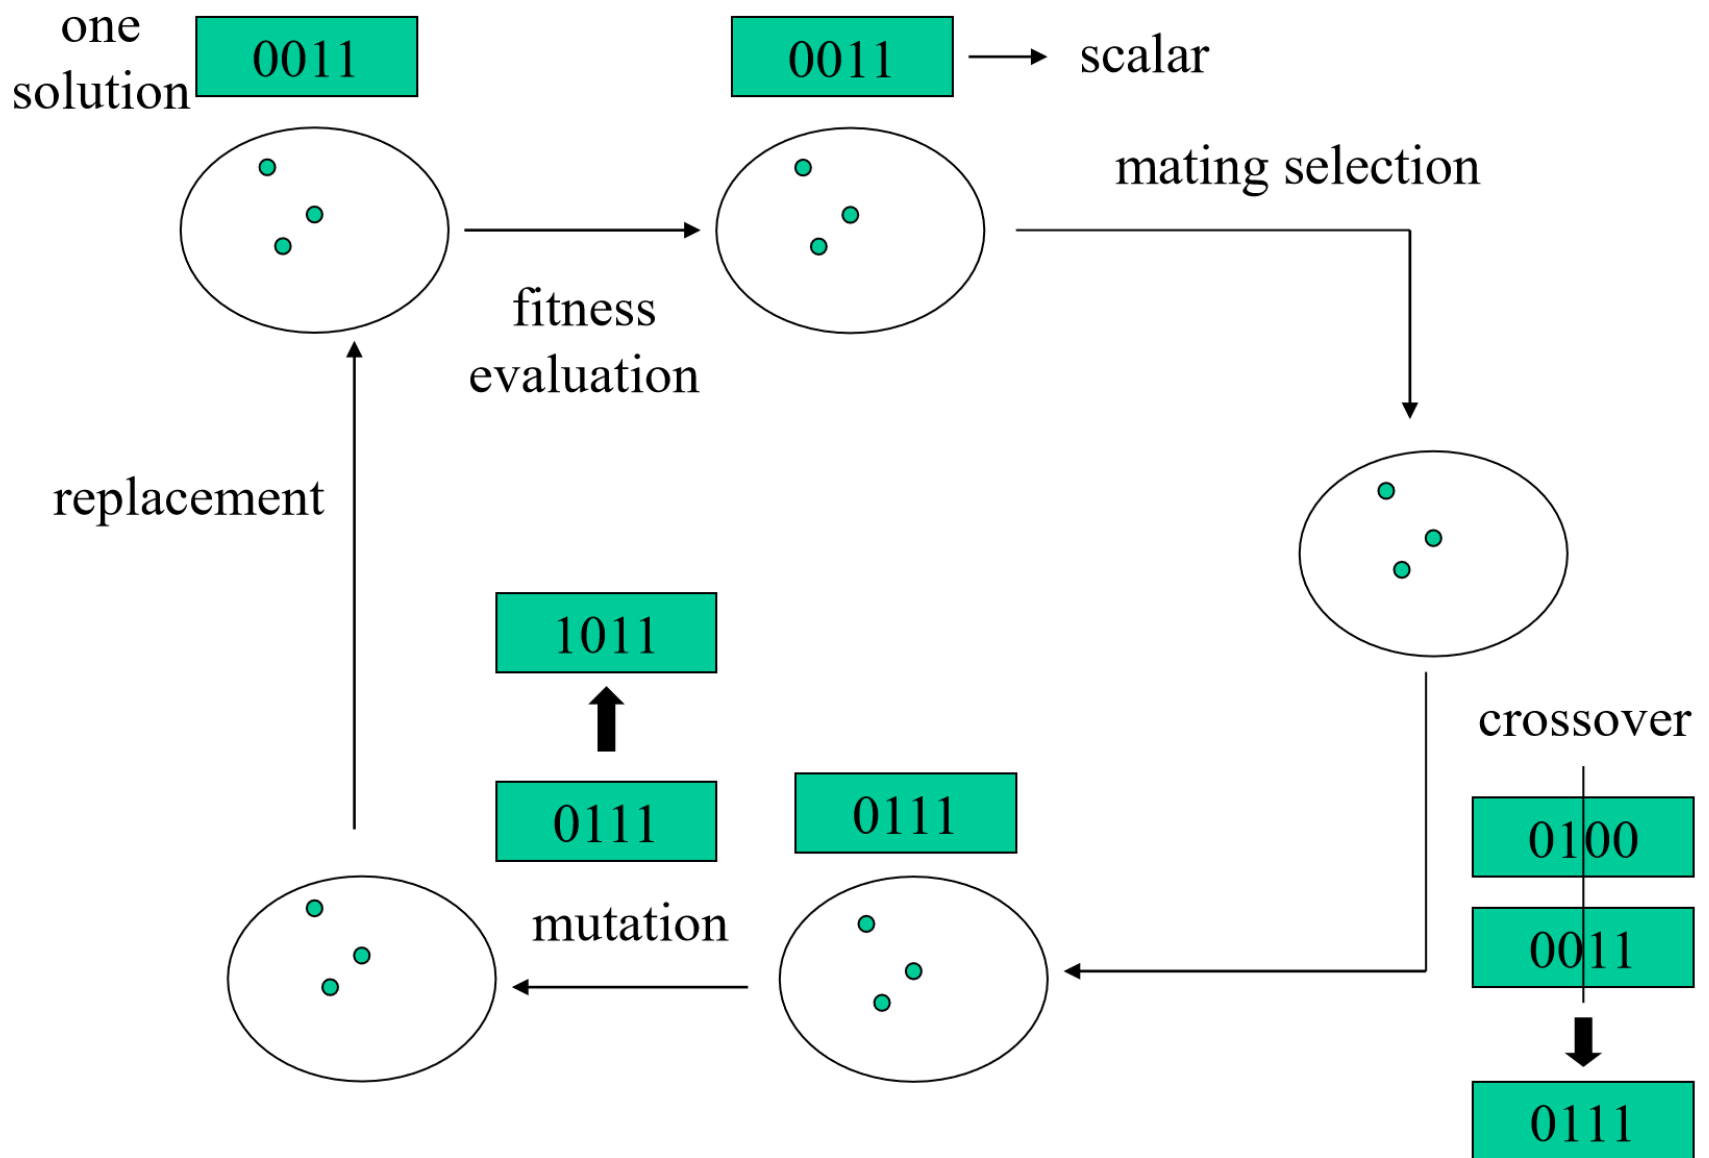 one
solution
0011
0011
scalar
mating selection
fitness
evaluation
replacement
1011
0111
0111
crossover
0100
0011
0111
mutation